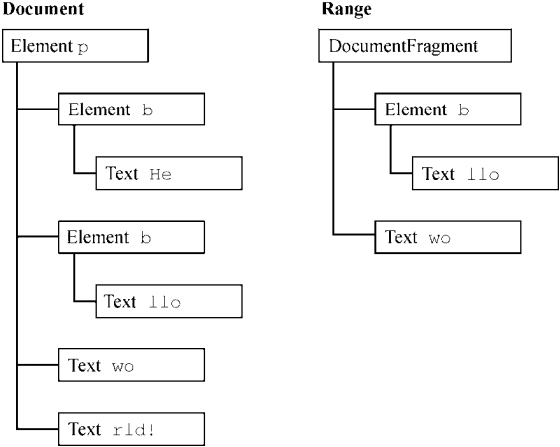 Document
Element p
Element b
Text He
Element b
Text llo
Text wo
Text rld!
Range
DocumentFragment
Element b
Text llo
Text wo